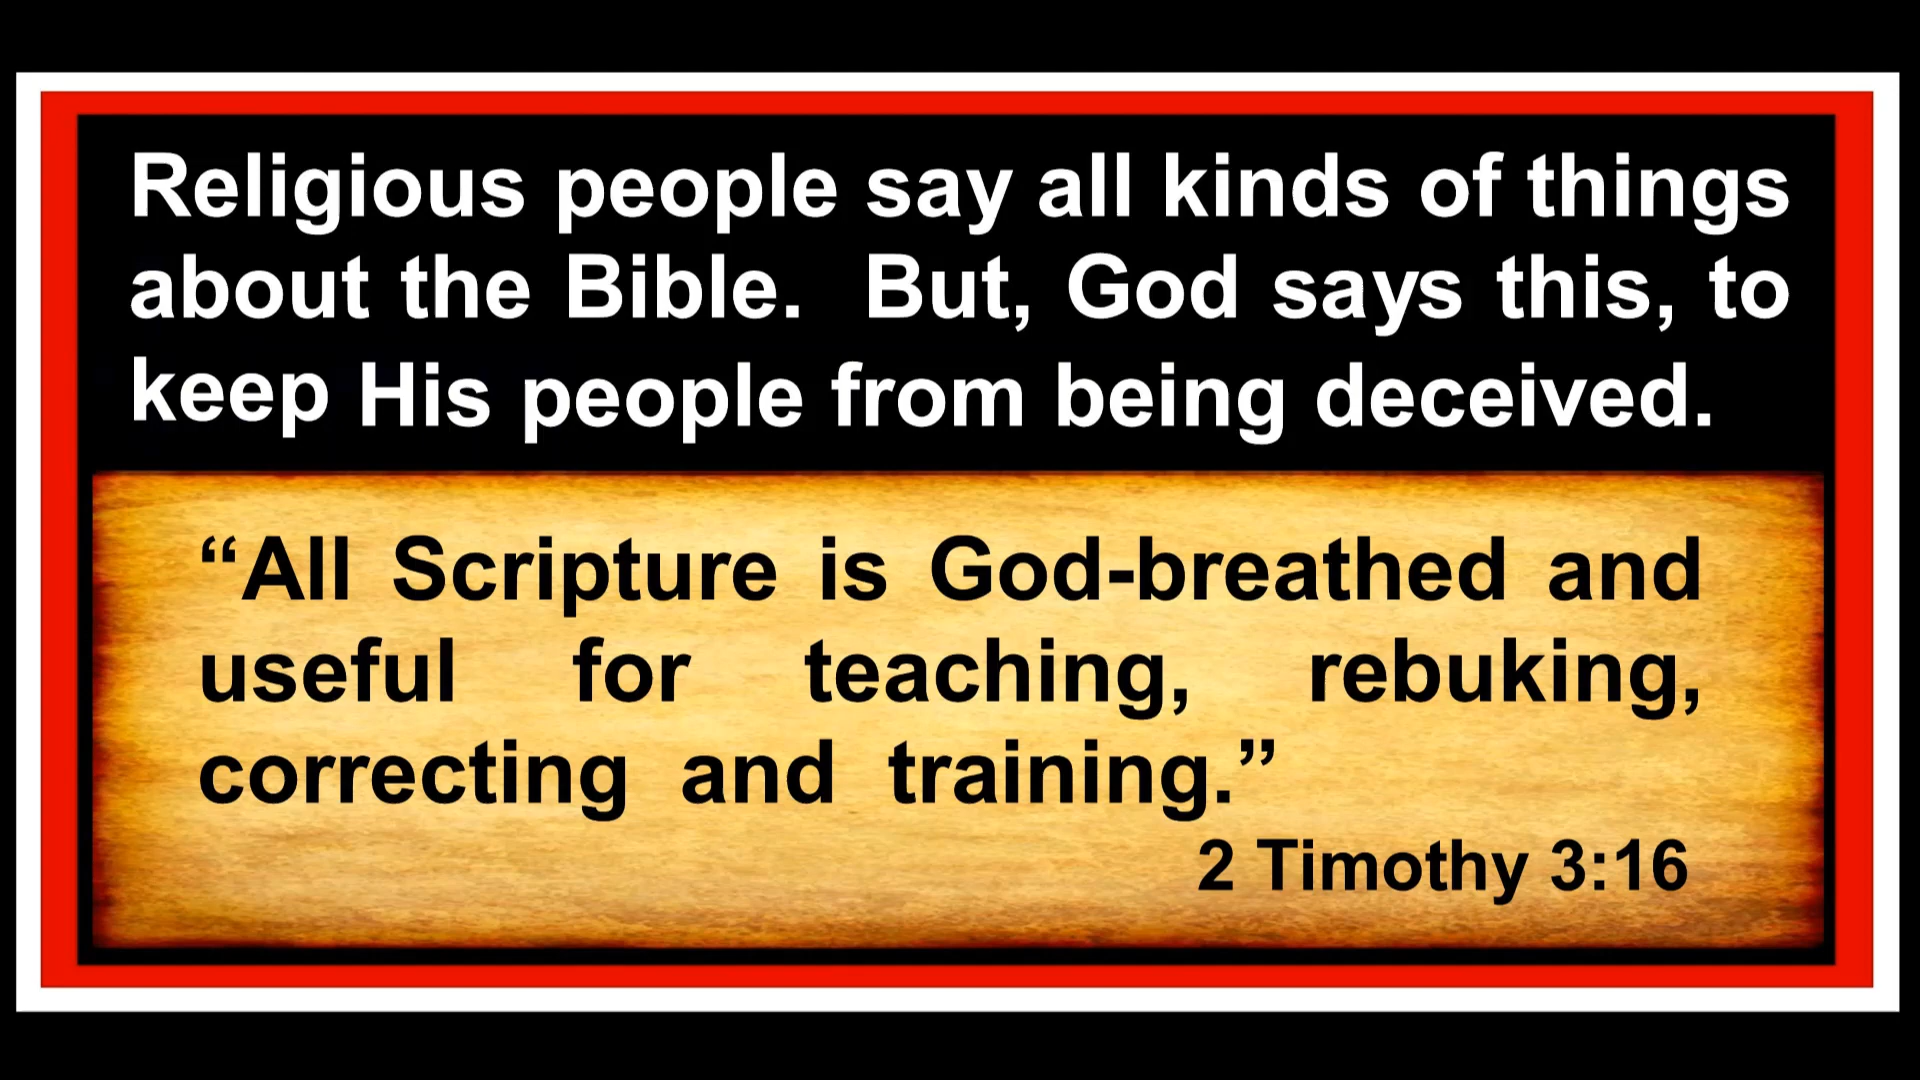 Religious people say all kinds of things
about the Bible.  But, God says this, to
keep His people from being deceived.
“All Scripture is God-breathed and
useful for teaching, rebuking,
correcting and training.”
2 Timothy 3:16